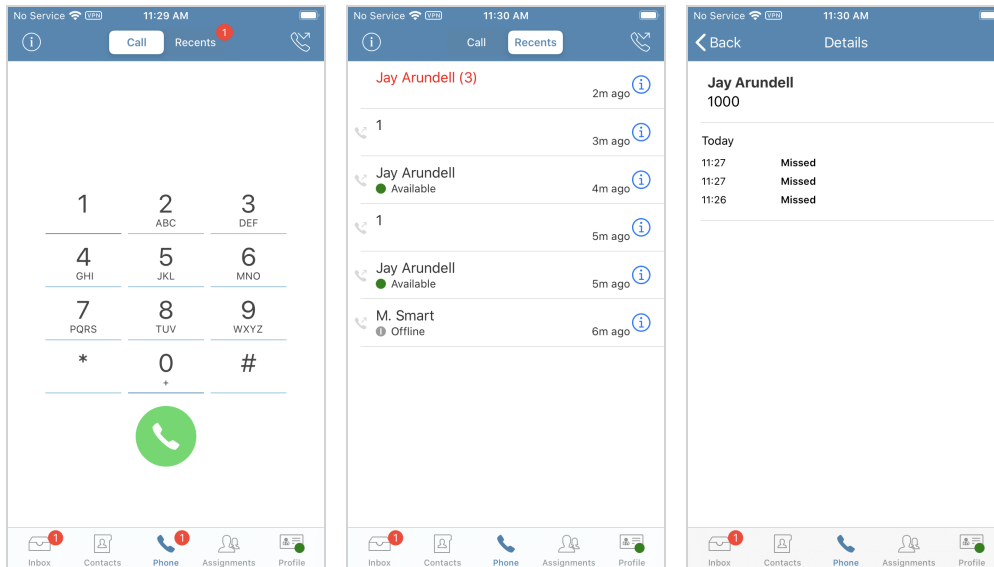 No Service VPN 11:29 AM
i Call Recents 1
1 2 3
ABC DEF
4 5 6
GHI JKL MNO
7 8 9
PQRS TUV WXYZ
* 0 #
+
1 1
Inbox Contacts Phone Assignments Profile
No Service VPN 11:30 AM
i Call Recents
Jay Arundell (3)
2m ago i
1
3m ago i
Jay Arundell
Available 4m ago i
1
5m ago i
Jay Arundell
Available 5m ago i
M. Smart
Offline 6m ago i
1
Inbox Contacts Phone Assignments Profile
No Service VPN 11:30 AM
Back Details
Jay Arundell
1000
Today
11:27 Missed
11:27 Missed
11:26 Missed
1
Inbox Contacts Phone Assignments Profile